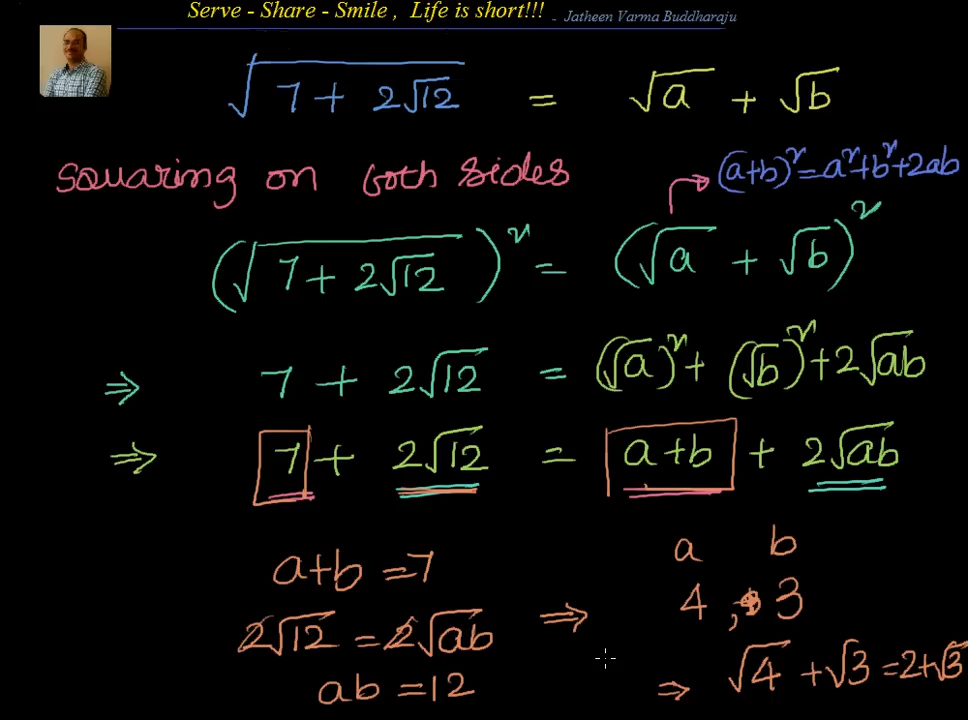 Serve - Share - Smile , Life is short!!! - Jatheen Varma Buddharaju
√(7 + 2√12) = √a + √b
Squaring on both sides
(a+b)² = a²+b²+2ab
(√(7 + 2√12))² = (√a + √b)²
⇒ 7 + 2√12 = (√a)² + (√b)² + 2√ab
⇒ 7 + 2√12 = a+b + 2√ab
a+b = 7
2√12 = 2√ab
ab = 12
⇒ a b
4 , 3
⇒ √4 + √3 = 2+√3